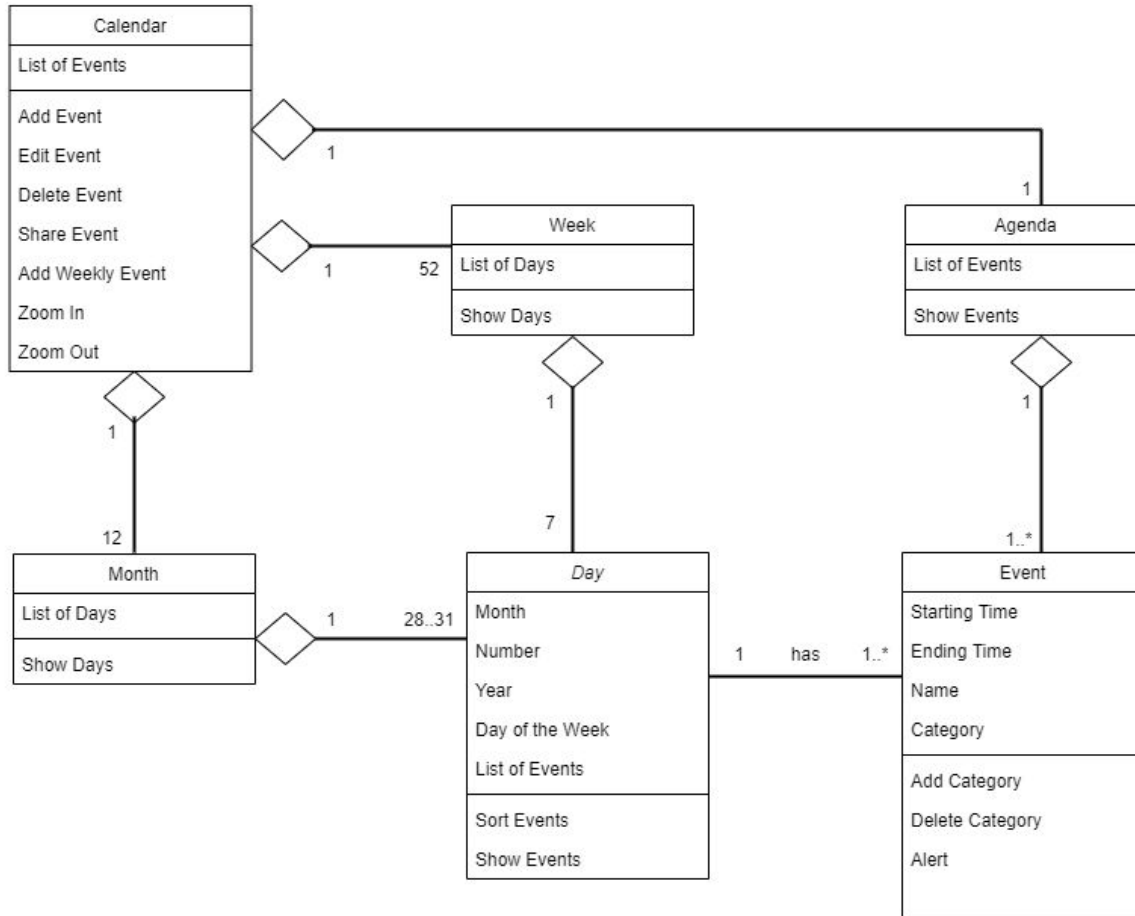 Calendar
List of Events
Add Event
Edit Event
Delete Event
Share Event
Add Weekly Event
Zoom In
Zoom Out
1
1
Week
List of Days
Show Days
1
52
Agenda
List of Events
Show Events
1
12
1
7
1
1..*
Month
List of Days
Show Days
1
28..31
Day
Month
Number
Year
Day of the Week
List of Events
Sort Events
Show Events
1 has 1..*
Event
Starting Time
Ending Time
Name
Category
Add Category
Delete Category
Alert